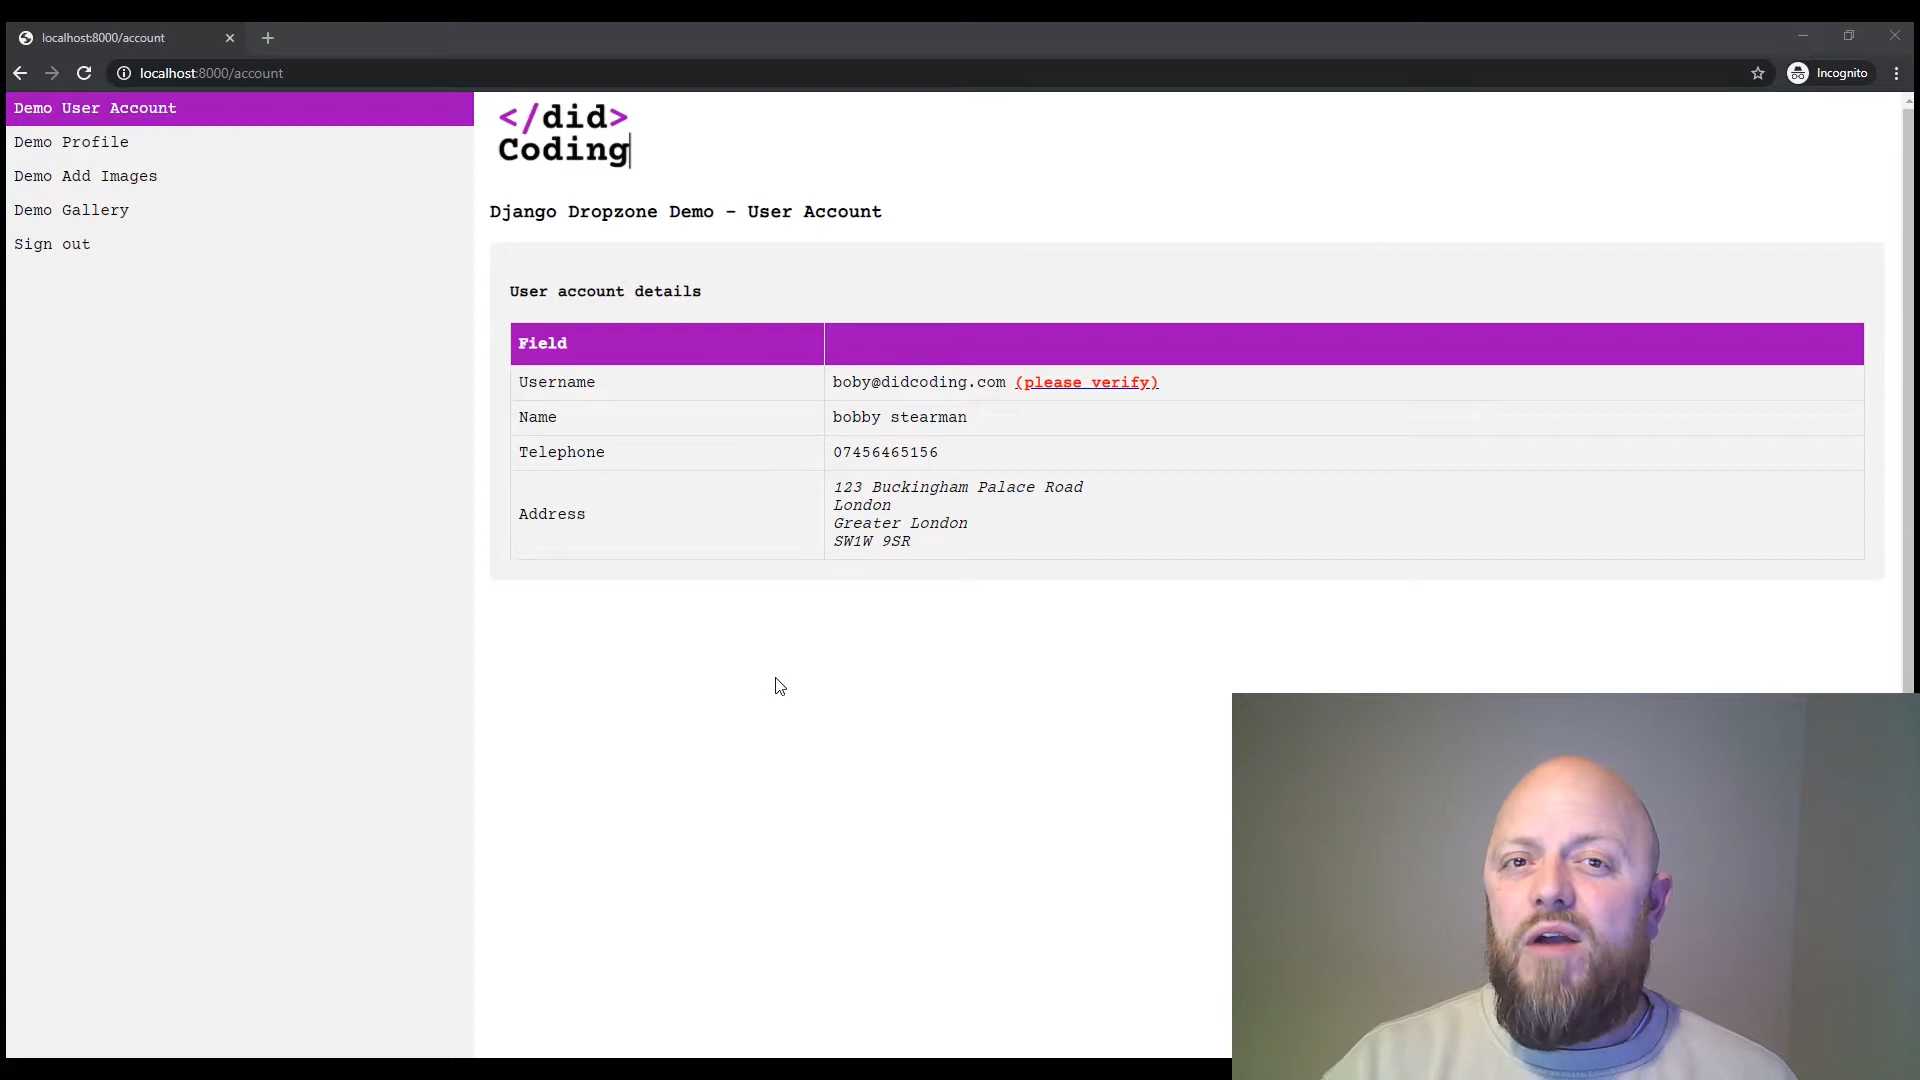 localhost:8000/account
localhost:8000/account
Incognito
Demo User Account
Demo Profile
Demo Add Images
Demo Gallery
Sign out
</did>
Coding
Django Dropzone Demo - User Account
User account details
Field
Username boby@didcoding.com (please verify)
Name bobby stearman
Telephone 07456465156
Address
123 Buckingham Palace Road
London
Greater London
SW1W 9SR